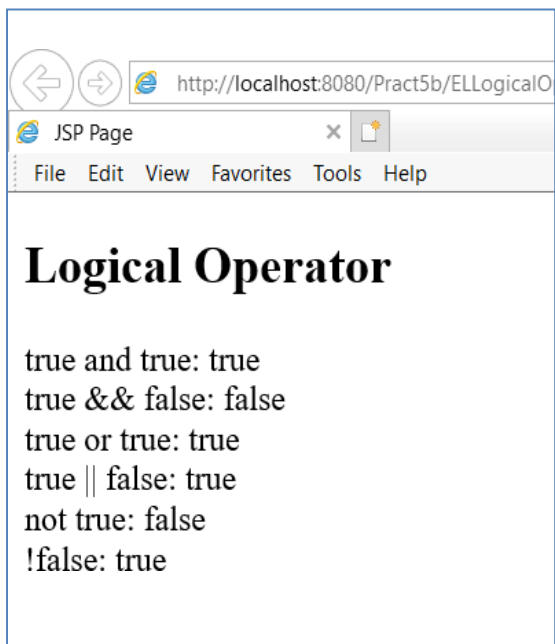 http://localhost:8080/Pract5b/ELLogicalO
JSP Page
File Edit View Favorites Tools Help
Logical Operator
true and true: true
true && false: false
true or true: true
true || false: true
not true: false
!false: true